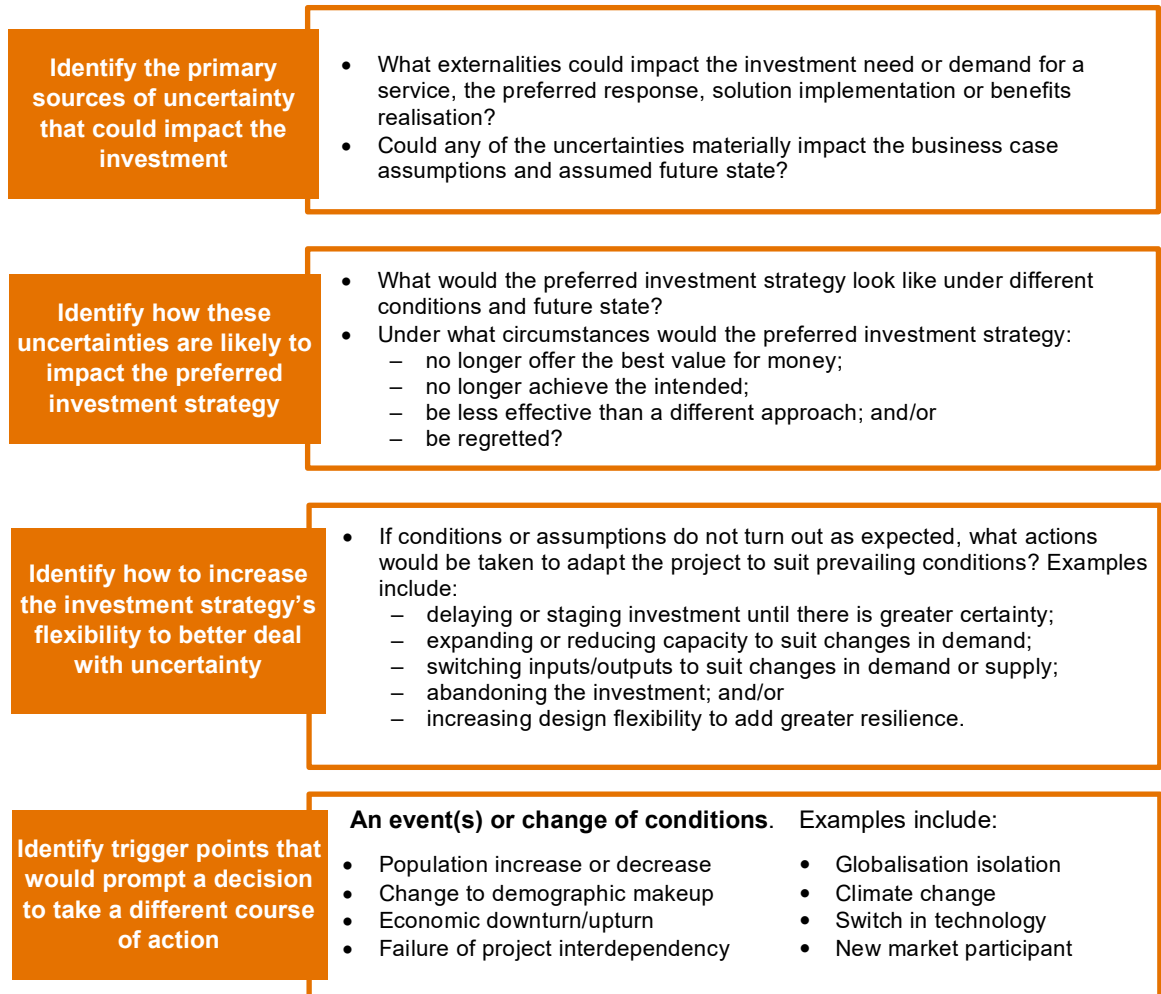 Identify the primary
sources of uncertainty
that could impact the
investment
• What externalities could impact the investment need or demand for a
service, the preferred response, solution implementation or benefits
realisation?
• Could any of the uncertainties materially impact the business case
assumptions and assumed future state?
Identify how these
uncertainties are likely to
impact the preferred
investment strategy
• What would the preferred investment strategy look like under different
conditions and future state?
• Under what circumstances would the preferred investment strategy:
– no longer offer the best value for money;
– no longer achieve the intended;
– be less effective than a different approach; and/or
– be regretted?
Identify how to increase
the investment strategy’s
flexibility to better deal
with uncertainty
• If conditions or assumptions do not turn out as expected, what actions
would be taken to adapt the project to suit prevailing conditions? Examples
include:
– delaying or staging investment until there is greater certainty;
– expanding or reducing capacity to suit changes in demand;
– switching inputs/outputs to suit changes in demand or supply;
– abandoning the investment; and/or
– increasing design flexibility to add greater resilience.
Identify trigger points that
would prompt a decision
to take a different course
of action
An event(s) or change of conditions. Examples include:
• Population increase or decrease
• Change to demographic makeup
• Economic downturn/upturn
• Failure of project interdependency
• Globalisation isolation
• Climate change
• Switch in technology
• New market participant